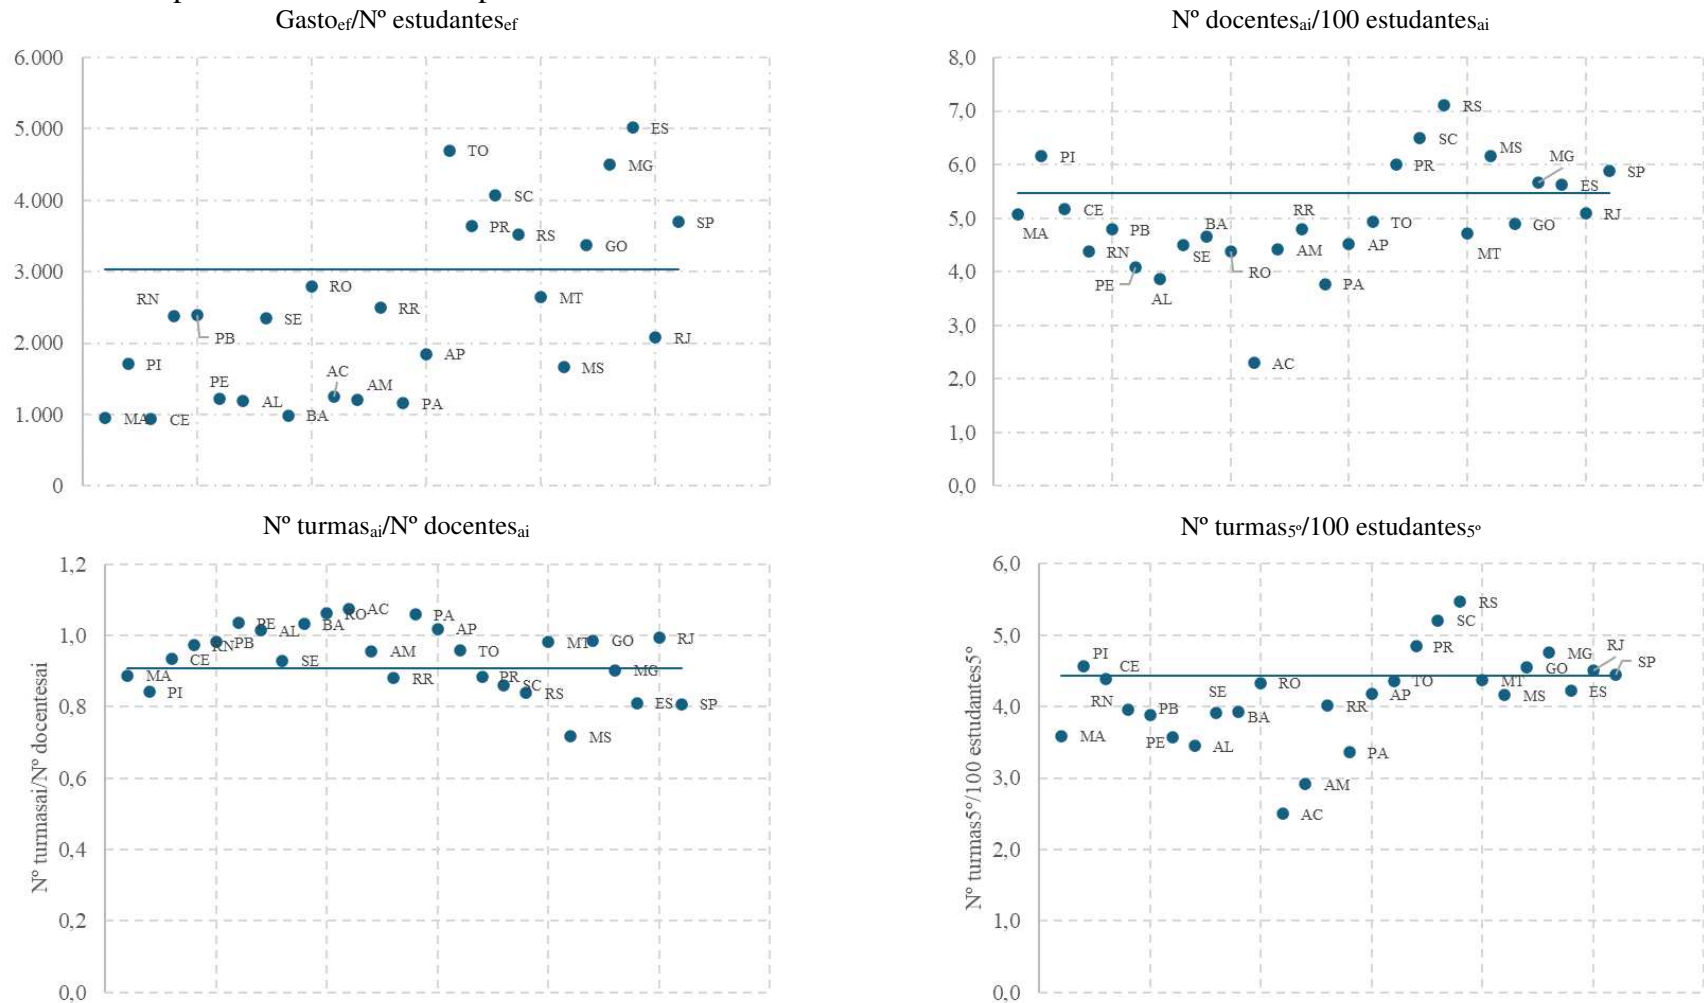 Gastoef/Nº estudantesef
6.000
5.000
4.000
3.000
2.000
1.000
0
MA
PI
CE
RN
PB
PE
AL
SE
BA
RO
AC
AM
RR
PA
AP
TO
PR
SC
RS
MT
MS
GO
MG
ES
RJ
SP
Nº docentesai/100 estudantesai
8,0
7,0
6,0
5,0
4,0
3,0
2,0
1,0
0,0
MA
PI
CE
RN
PB
PE
AL
SE
BA
RO
AC
AM
RR
PA
AP
TO
PR
SC
RS
MT
MS
GO
MG
ES
RJ
SP
Nº turmasai/Nº docentesai
Nº turmasai/Nº docentesai
1,2
1,0
0,8
0,6
0,4
0,2
0,0
MA
PI
CE
RN
PB
PE
AL
SE
BA
RO
AC
AM
RR
PA
AP
TO
PR
SC
RS
MT
MS
GO
MG
ES
RJ
SP
Nº turmas5º/100 estudantes5º
Nº turmas5º/100 estudantes5º
6,0
5,0
4,0
3,0
2,0
1,0
0,0
MA
PI
CE
RN
PB
PE
AL
SE
BA
RO
AC
AM
RR
PA
AP
TO
PR
SC
RS
MT
MS
GO
MG
ES
RJ
SP